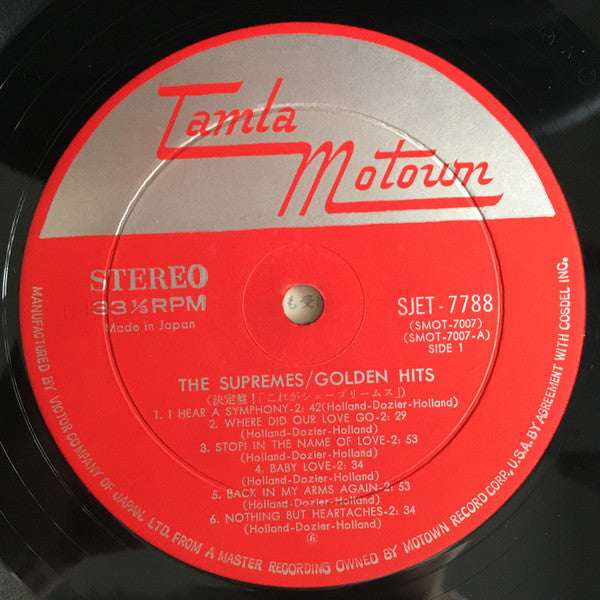 Tamla
Motown
STEREO
33⅓RPM
Made in Japan
も受
SJET-7788
(SMOT-7007)
(SMOT-7007-A)
SIDE 1
THE SUPREMES/GOLDEN HITS
(決定盤!「これがシュープリームス」)
1. I HEAR A SYMPHONY-2: 42(Holland-Dozier-Holland)
2. WHERE DID OUR LOVE GO-2: 29
(Holland-Dozier-Holland)
3. STOP! IN THE NAME OF LOVE-2: 53
(Holland-Dozier-Holland)
4. BABY LOVE-2: 34
(Holland-Dozier-Holland)
5. BACK IN MY ARMS AGAIN-2: 53
(Holland-Dozier-Holland)
6. NOTHING BUT HEARTACHES-2: 34
(Holland-Dozier-Holland)
⑥
MANUFACTURED BY VICTOR COMPANY OF JAPAN, LTD. FROM A MASTER RECORDING OWNED BY MOTOWN RECORD CORP., U.S.A. BY AGREEMENT WITH COSDEL INC.